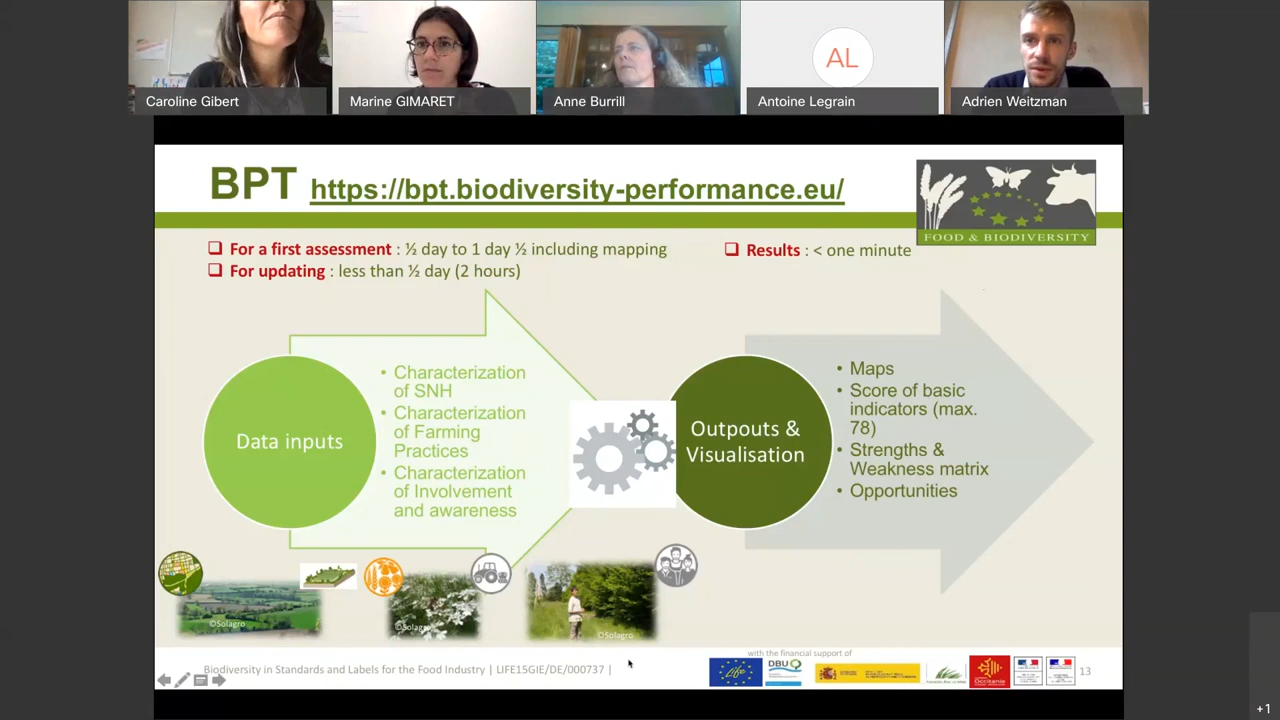 Caroline Gibert
Marine GIMARET
Anne Burrill
AL
Antoine Legrain
Adrien Weitzman
BPT https://bpt.biodiversity-performance.eu/
FOOD & BIODIVERSITY
❑ For a first assessment : ½ day to 1 day ½ including mapping
❑ For updating : less than ½ day (2 hours)
❑ Results : < one minute
Data inputs
• Characterization
of SNH
• Characterization
of Farming
Practices
• Characterization
of Involvement
and awareness
Outpouts &
Visualisation
• Maps
• Score of basic
indicators (max.
78)
• Strengths &
Weakness matrix
• Opportunities
©Solagro
©Solagro
©Solagro
Biodiversity in Standards and Labels for the Food Industry | LIFE15GIE/DE/000737 |
with the financial support of
Life
DBU
Occitanie
13
+1